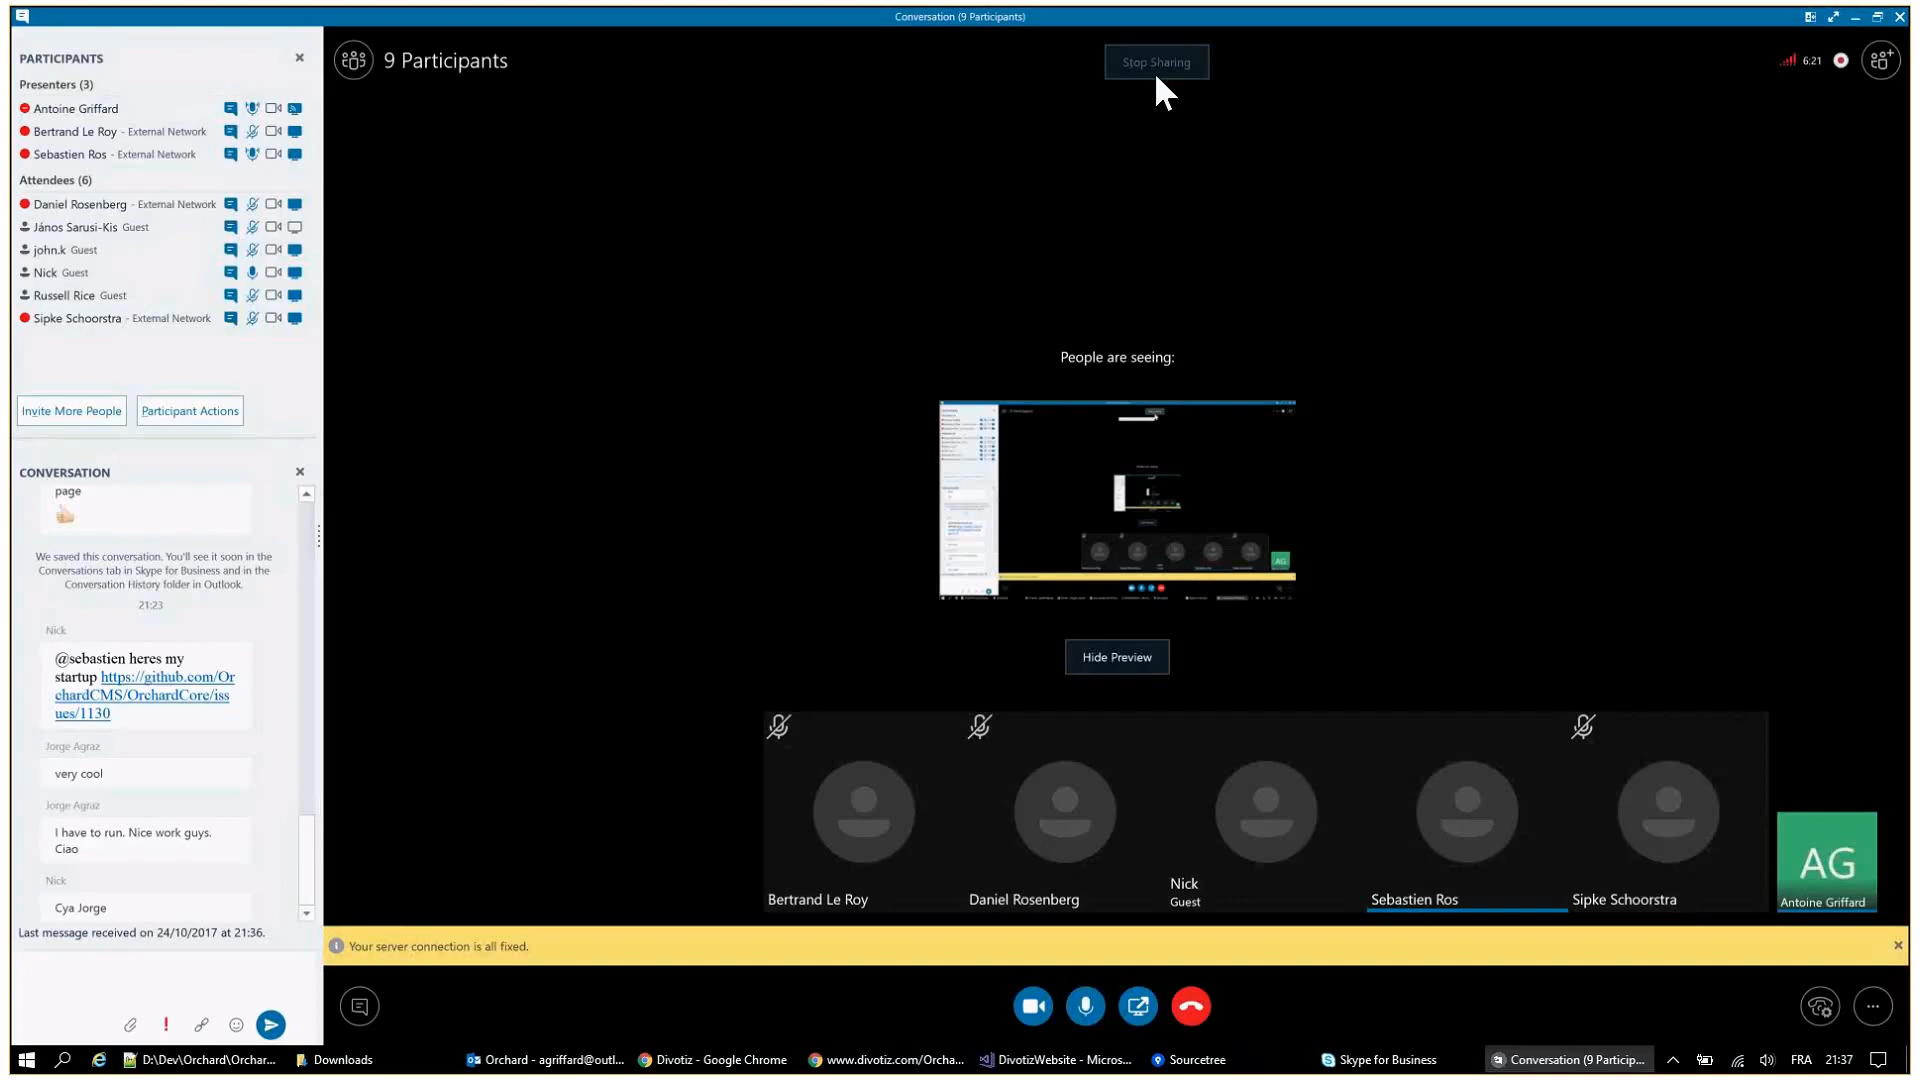 Conversation (9 Participants)
PARTICIPANTS
Presenters (3)
Antoine Griffard
Bertrand Le Roy - External Network
Sebastien Ros - External Network
Attendees (6)
Daniel Rosenberg - External Network
János Sarusi-Kis Guest
john.k Guest
Nick Guest
Russell Rice Guest
Sipke Schoorstra - External Network
Invite More People
Participant Actions
CONVERSATION
page
We saved this conversation. You'll see it soon in the
Conversations tab in Skype for Business and in the
Conversation History folder in Outlook.
21:23
Nick
@sebastien heres my
startup https://github.com/Or
chardCMS/OrchardCore/iss
ues/1130
Jorge Agraz
very cool
Jorge Agraz
I have to run. Nice work guys.
Ciao
Nick
Cya Jorge
Last message received on 24/10/2017 at 21:36.
9 Participants
Stop Sharing
6:21
People are seeing:
AG
Hide Preview
Bertrand Le Roy
Daniel Rosenberg
Nick
Guest
Sebastien Ros
Sipke Schoorstra
AG
Antoine Griffard
Your server connection is all fixed.
D:\Dev\Orchard\Orchar...
Downloads
Orchard - agriffard@outl...
Divotiz - Google Chrome
www.divotiz.com/Orcha...
DivotizWebsite - Micros...
Sourcetree
Skype for Business
Conversation (9 Particip...
FRA
21:37